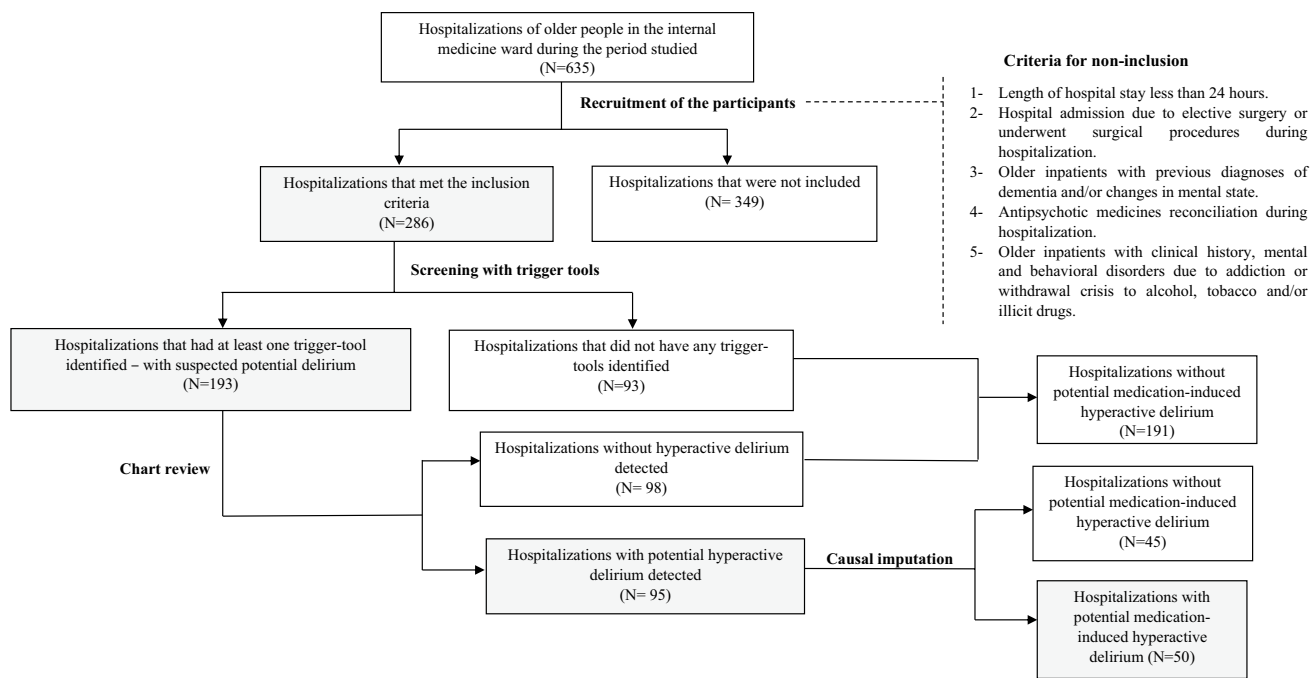 Hospitalizations of older people in the internal
medicine ward during the period studied
(N=635)
Recruitment of the participants
Criteria for non-inclusion
1- Length of hospital stay less than 24 hours.
2- Hospital admission due to elective surgery or
underwent surgical procedures during
hospitalization.
3- Older inpatients with previous diagnoses of
dementia and/or changes in mental state.
4- Antipsychotic medicines reconciliation during
hospitalization.
5- Older inpatients with clinical history, mental
and behavioral disorders due to addiction or
withdrawal crisis to alcohol, tobacco and/or
illicit drugs.
Hospitalizations that met the inclusion
criteria
(N=286)
Hospitalizations that were not included
(N= 349)
Screening with trigger tools
Hospitalizations that had at least one trigger-tool
identified – with suspected potential delirium
(N=193)
Hospitalizations that did not have any trigger-
tools identified
(N=93)
Hospitalizations without
potential medication-induced
hyperactive delirium
(N=191)
Chart review
Hospitalizations without hyperactive delirium
detected
(N= 98)
Hospitalizations with potential hyperactive
delirium detected
(N= 95)
Causal imputation
Hospitalizations without
potential medication-induced
hyperactive delirium
(N=45)
Hospitalizations with
potential medication-
induced hyperactive
delirium (N=50)